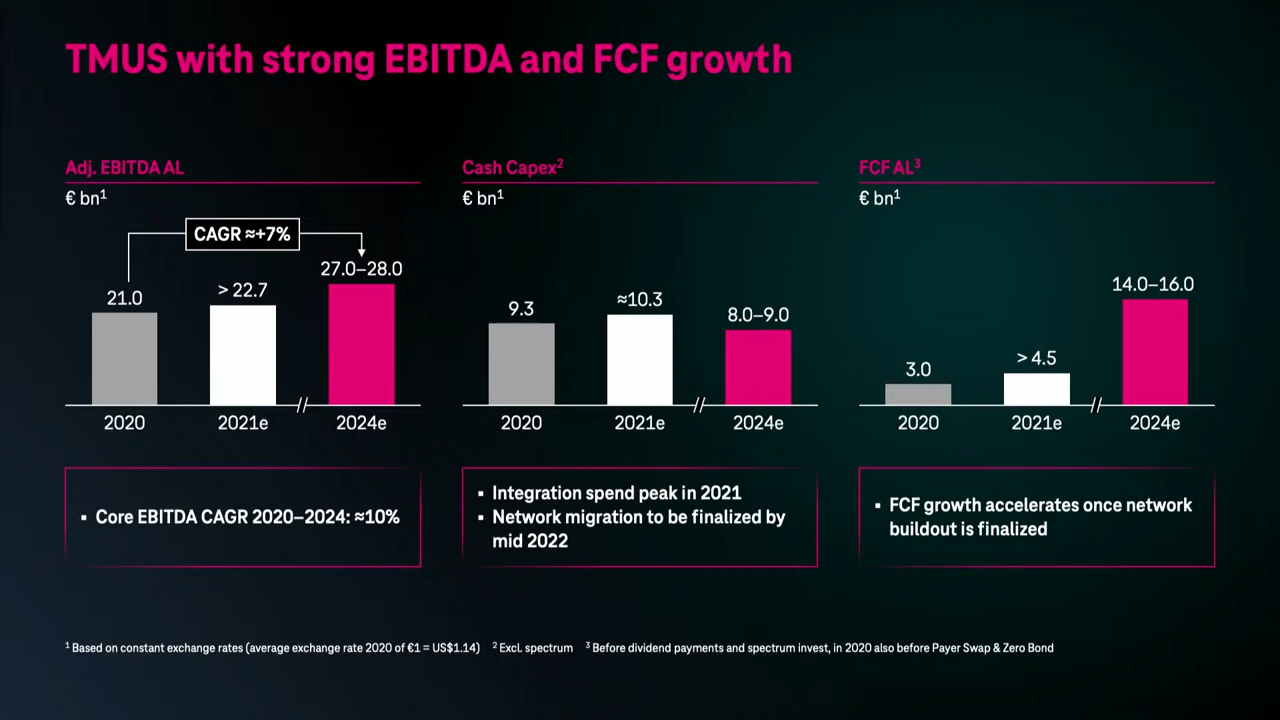 TMUS with strong EBITDA and FCF growth
Adj. EBITDA AL
€ bn¹
CAGR ≈+7%
21.0
> 22.7
27.0–28.0
2020
2021e
2024e
▪ Core EBITDA CAGR 2020–2024: ≈10%
Cash Capex²
€ bn¹
9.3
≈10.3
8.0–9.0
2020
2021e
2024e
▪ Integration spend peak in 2021
▪ Network migration to be finalized by
mid 2022
FCF AL³
€ bn¹
3.0
> 4.5
14.0–16.0
2020
2021e
2024e
▪ FCF growth accelerates once network
buildout is finalized
¹ Based on constant exchange rates (average exchange rate 2020 of €1 = US$1.14) ² Excl. spectrum ³ Before dividend payments and spectrum invest, in 2020 also before Payer Swap & Zero Bond